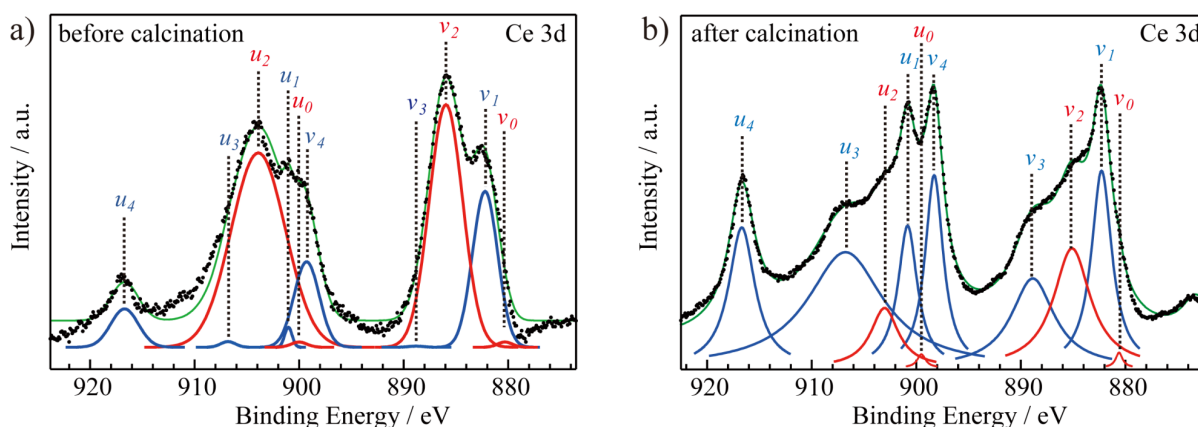 a) before calcination Ce 3d
v2
u2
u1
u0
v3
v1
v0
u3
v4
u4
Intensity / a.u.
920 910 900 890 880
Binding Energy / eV
b) after calcination Ce 3d
u0
u1 v4
v1
u2
v2 v0
u4
u3
v3
Intensity / a.u.
920 910 900 890 880
Binding Energy / eV